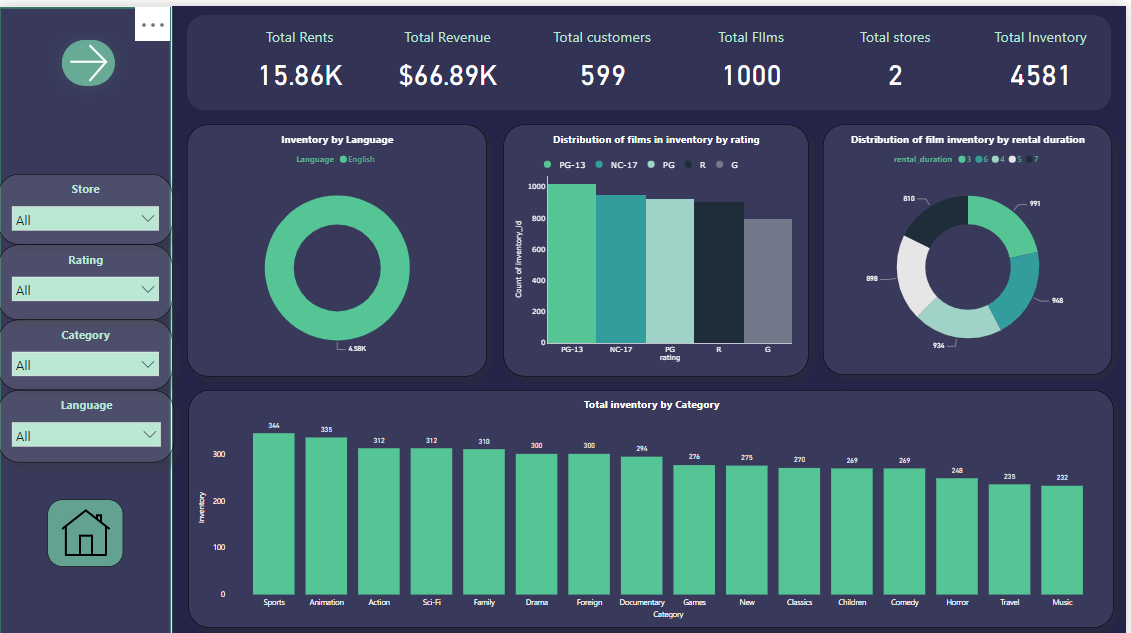 ...
Total Rents
15.86K
Total Revenue
$66.89K
Total customers
599
Total FIlms
1000
Total stores
2
Total Inventory
4581
Store
All
Rating
All
Category
All
Language
All
Inventory by Language
Language English
4.58K
Distribution of films in inventory by rating
PG-13 NC-17 PG R G
Count of inventory_id
1000
800
600
400
200
0
PG-13 NC-17 PG R G
rating
Distribution of film inventory by rental duration
rental_duration 3 6 4 5 7
991
948
934
898
810
Total inventory by Category
Inventory
300
200
100
0
344 335 312 312 310 300 300 294 276 275 270 269 269 248 235 232
Sports Animation Action Sci-Fi Family Drama Foreign Documentary Games New Classics Children Comedy Horror Travel Music
Category